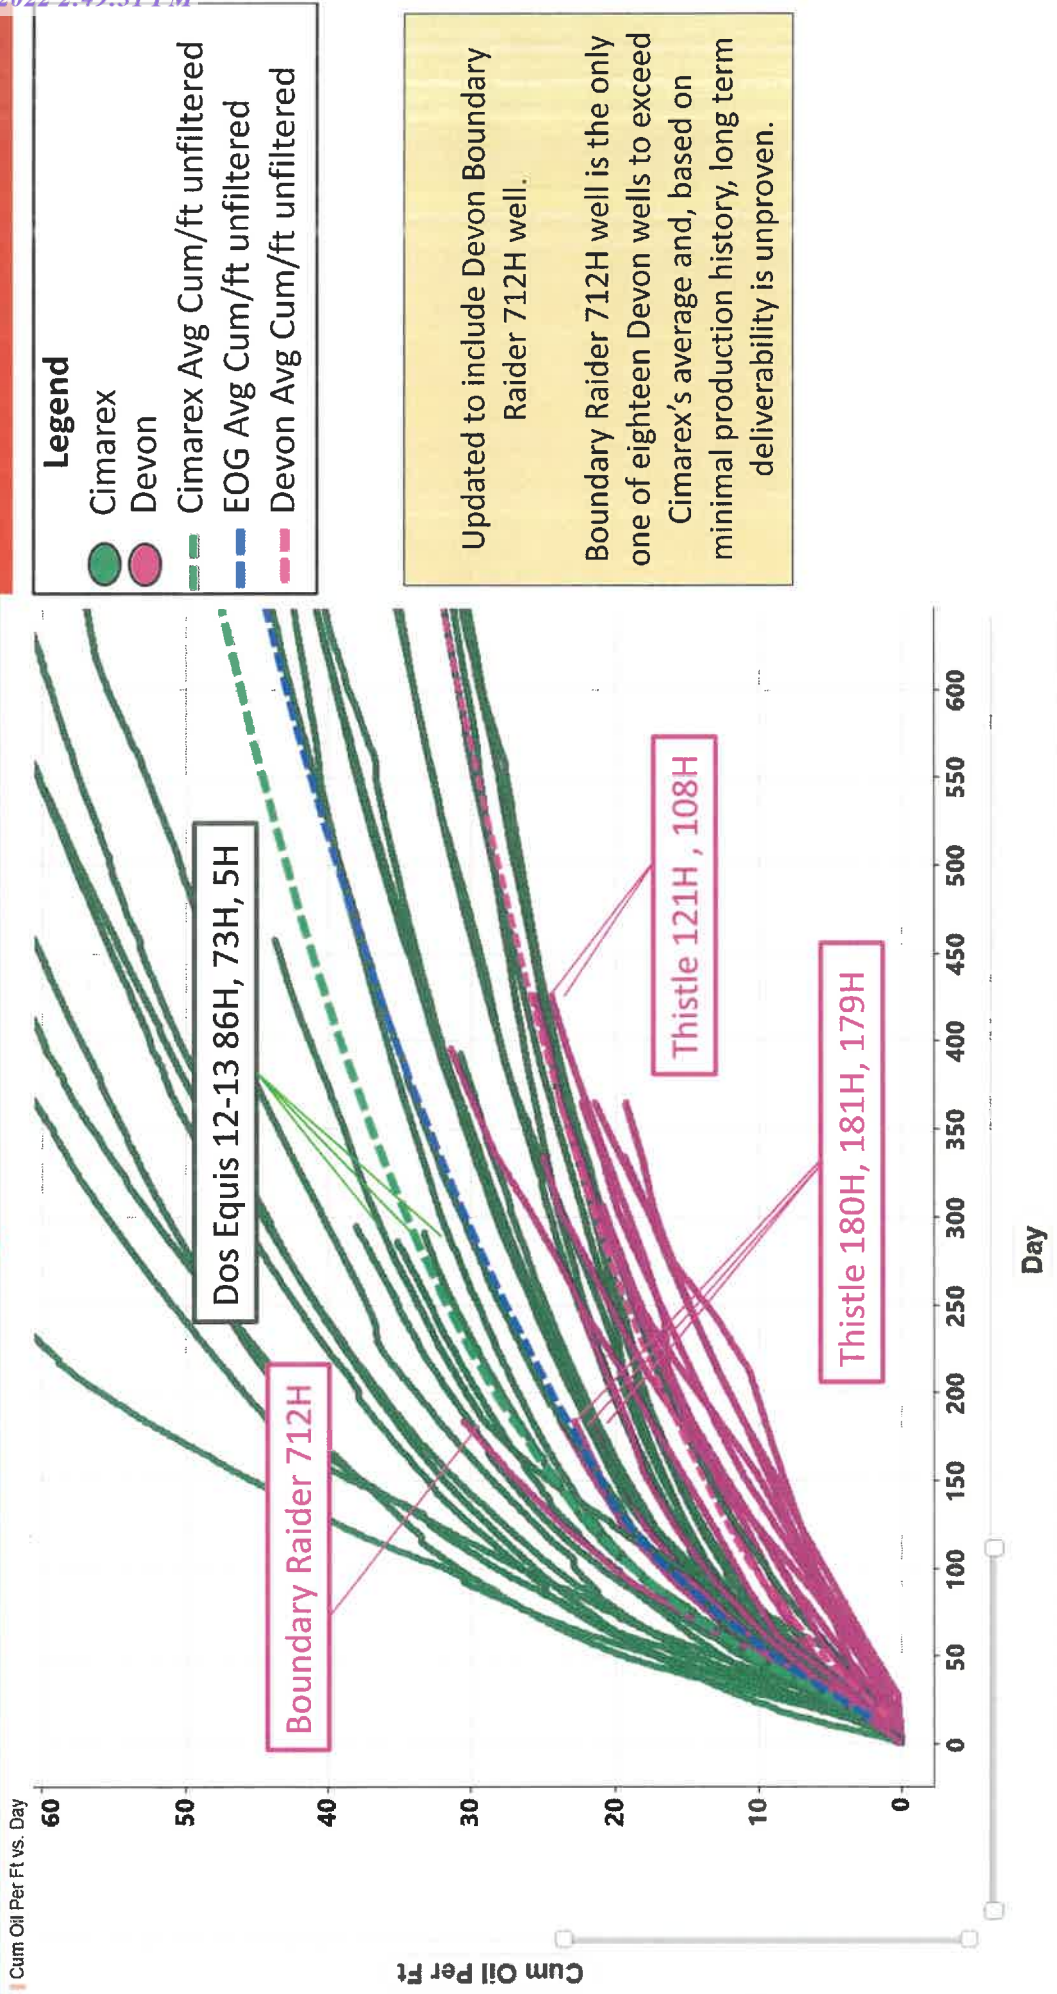 2022 2:49:51 PM
Cum Oil Per Ft vs. Day
Cum Oil Per Ft
60
50
40
30
20
10
0
0
50
100
150
200
250
300
350
400
450
500
550
600
Day
Boundary Raider 712H
Dos Equis 12-13 86H, 73H, 5H
Thistle 180H, 181H, 179H
Thistle 121H , 108H
Legend
Cimarex
Devon
Cimarex Avg Cum/ft unfiltered
EOG Avg Cum/ft unfiltered
Devon Avg Cum/ft unfiltered
Updated to include Devon Boundary
Raider 712H well.
Boundary Raider 712H well is the only
one of eighteen Devon wells to exceed
Cimarex's average and, based on
minimal production history, long term
deliverability is unproven.